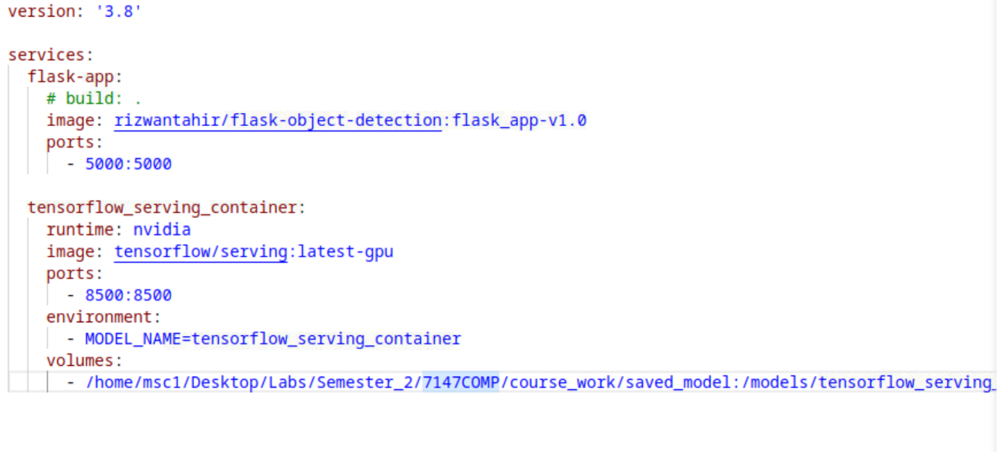 version: '3.8'
services:
flask-app:
# build: .
image: rizwantahir/flask-object-detection:flask_app-v1.0
ports:
- 5000:5000
tensorflow_serving_container:
runtime: nvidia
image: tensorflow/serving:latest-gpu
ports:
- 8500:8500
environment:
- MODEL_NAME=tensorflow_serving_container
volumes:
- /home/msc1/Desktop/Labs/Semester_2/7147COMP/course_work/saved_model:/models/tensorflow_serving_